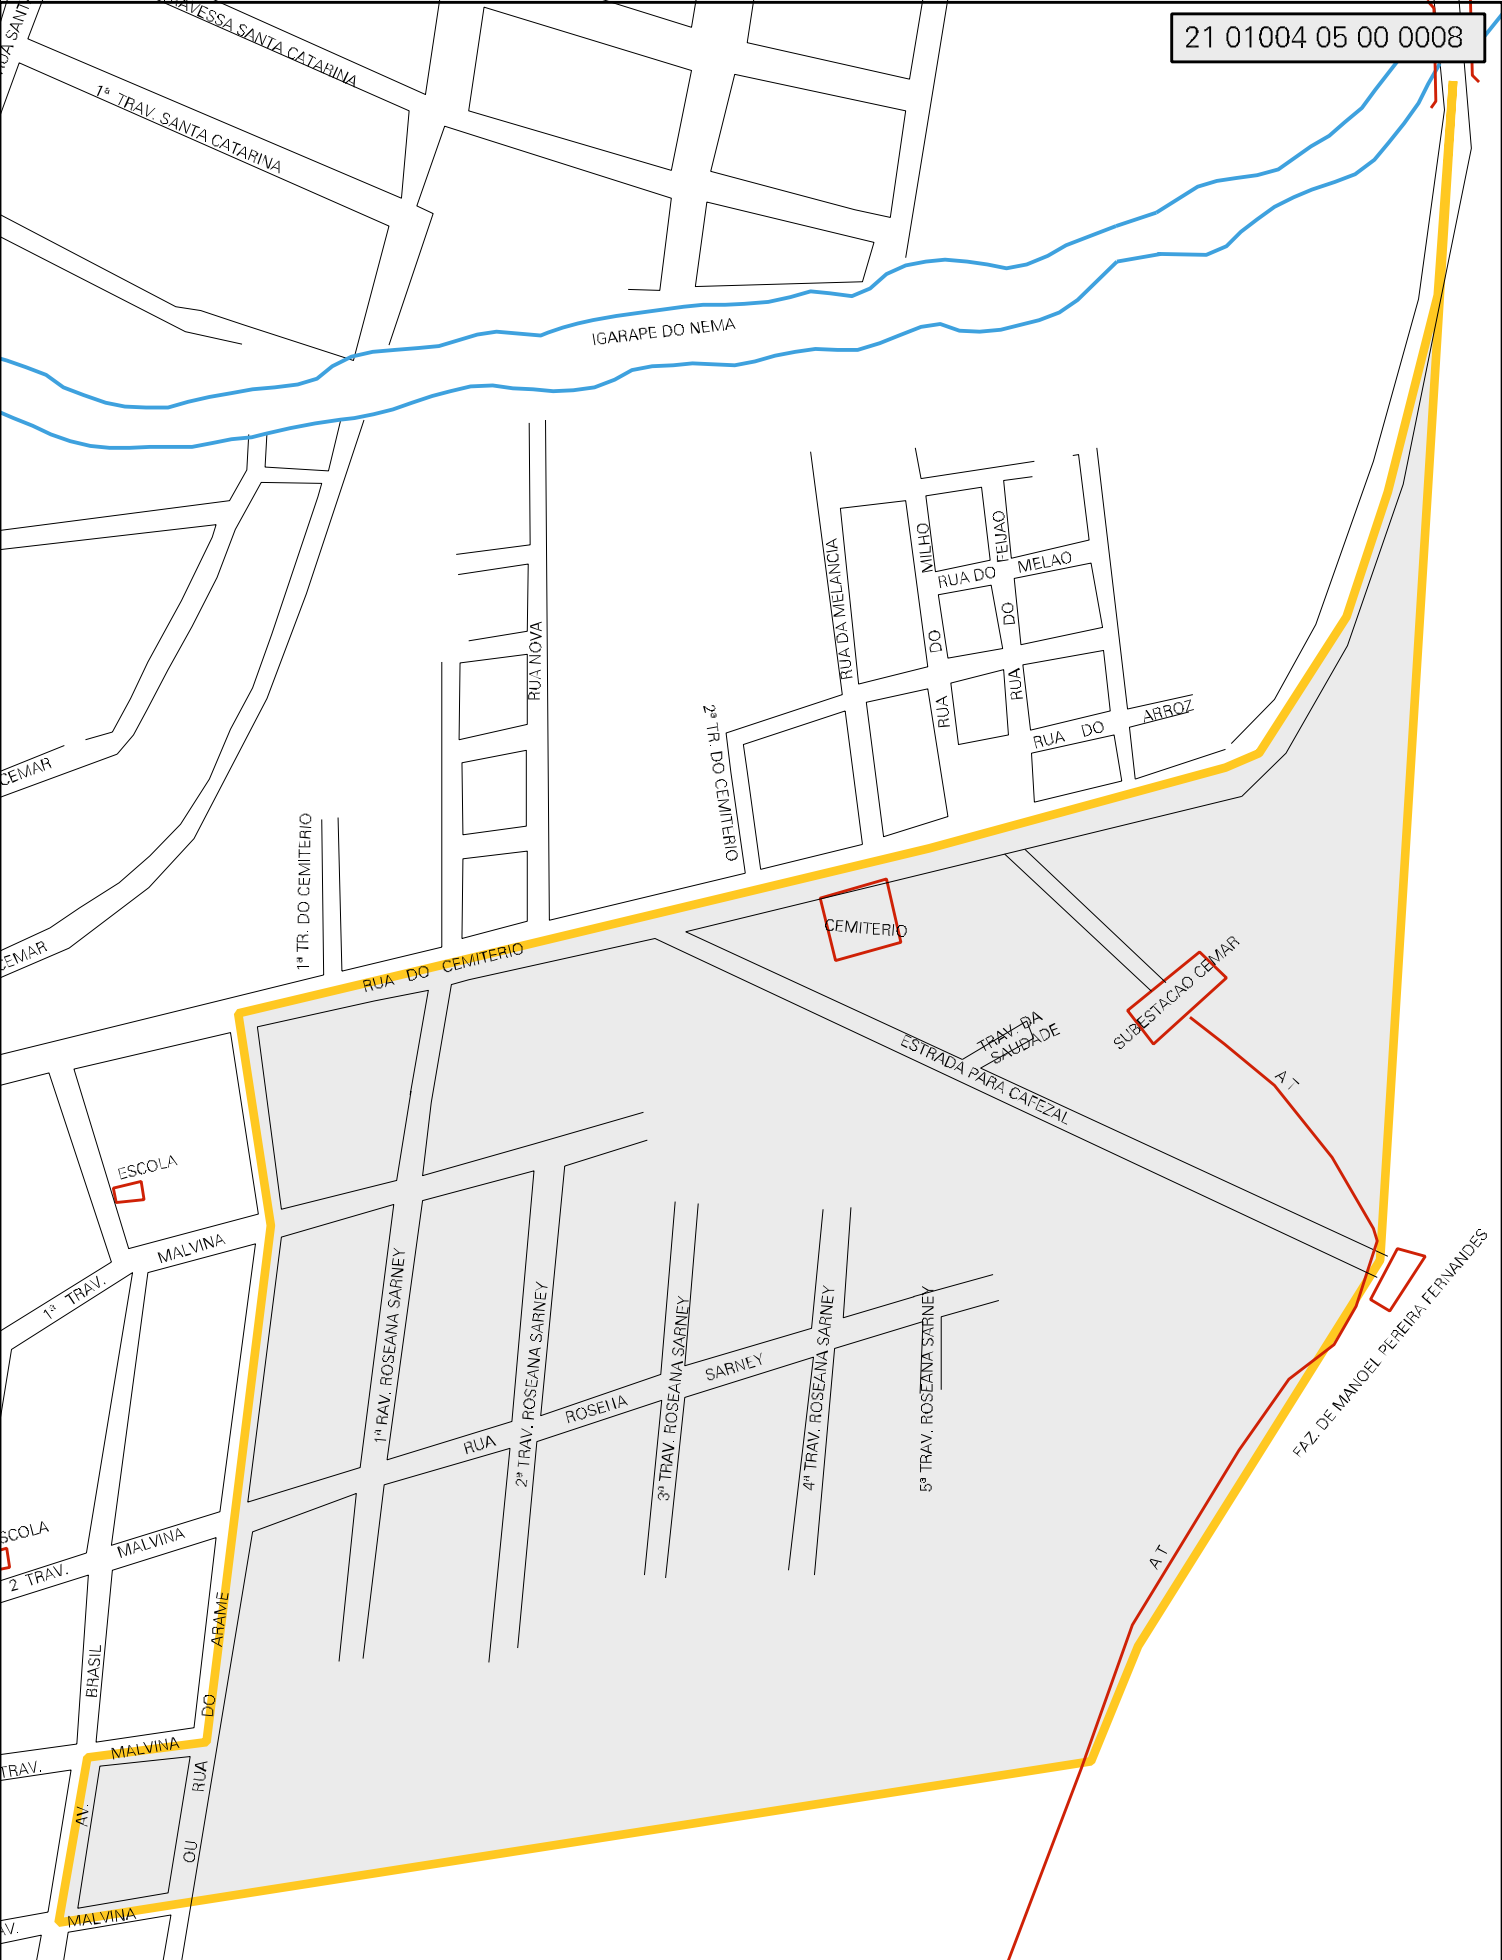 21 01004 05 00 0008
TRAVESSA SANTA CATARINA
1ª TRAV. SANTA CATARINA
IGARAPE DO NEMA
RUA NOVA
RUA DA MELANCIA
RUA DO MILHO
RUA DO FEIJAO
RUA DO MELAO
RUA DO ARROZ
2ª TR. DO CEMITERIO
1ª TR. DO CEMITERIO
CEMAR
CEMAR
RUA DO CEMITERIO
CEMITERIO
SUBESTACAO CEMAR
TRAV. DA
SAUDADE
ESTRADA PARA CAFEZAL
A T
ESCOLA
MALVINA
1ª TRAV.
1ª RAV. ROSEANA SARNEY
2ª TRAV. ROSEANA SARNEY
3ª TRAV. ROSEANA SARNEY
4ª TRAV. ROSEANA SARNEY
5ª TRAV. ROSEANA SARNEY
RUA ROSEIIA SARNEY
FAZ. DE MANOEL PEREIRA FERNANDES
A T
SCOLA
2 TRAV. MALVINA
AV. BRASIL
OU RUA DO ARAME
TRAV. MALVINA
AV. MALVINA